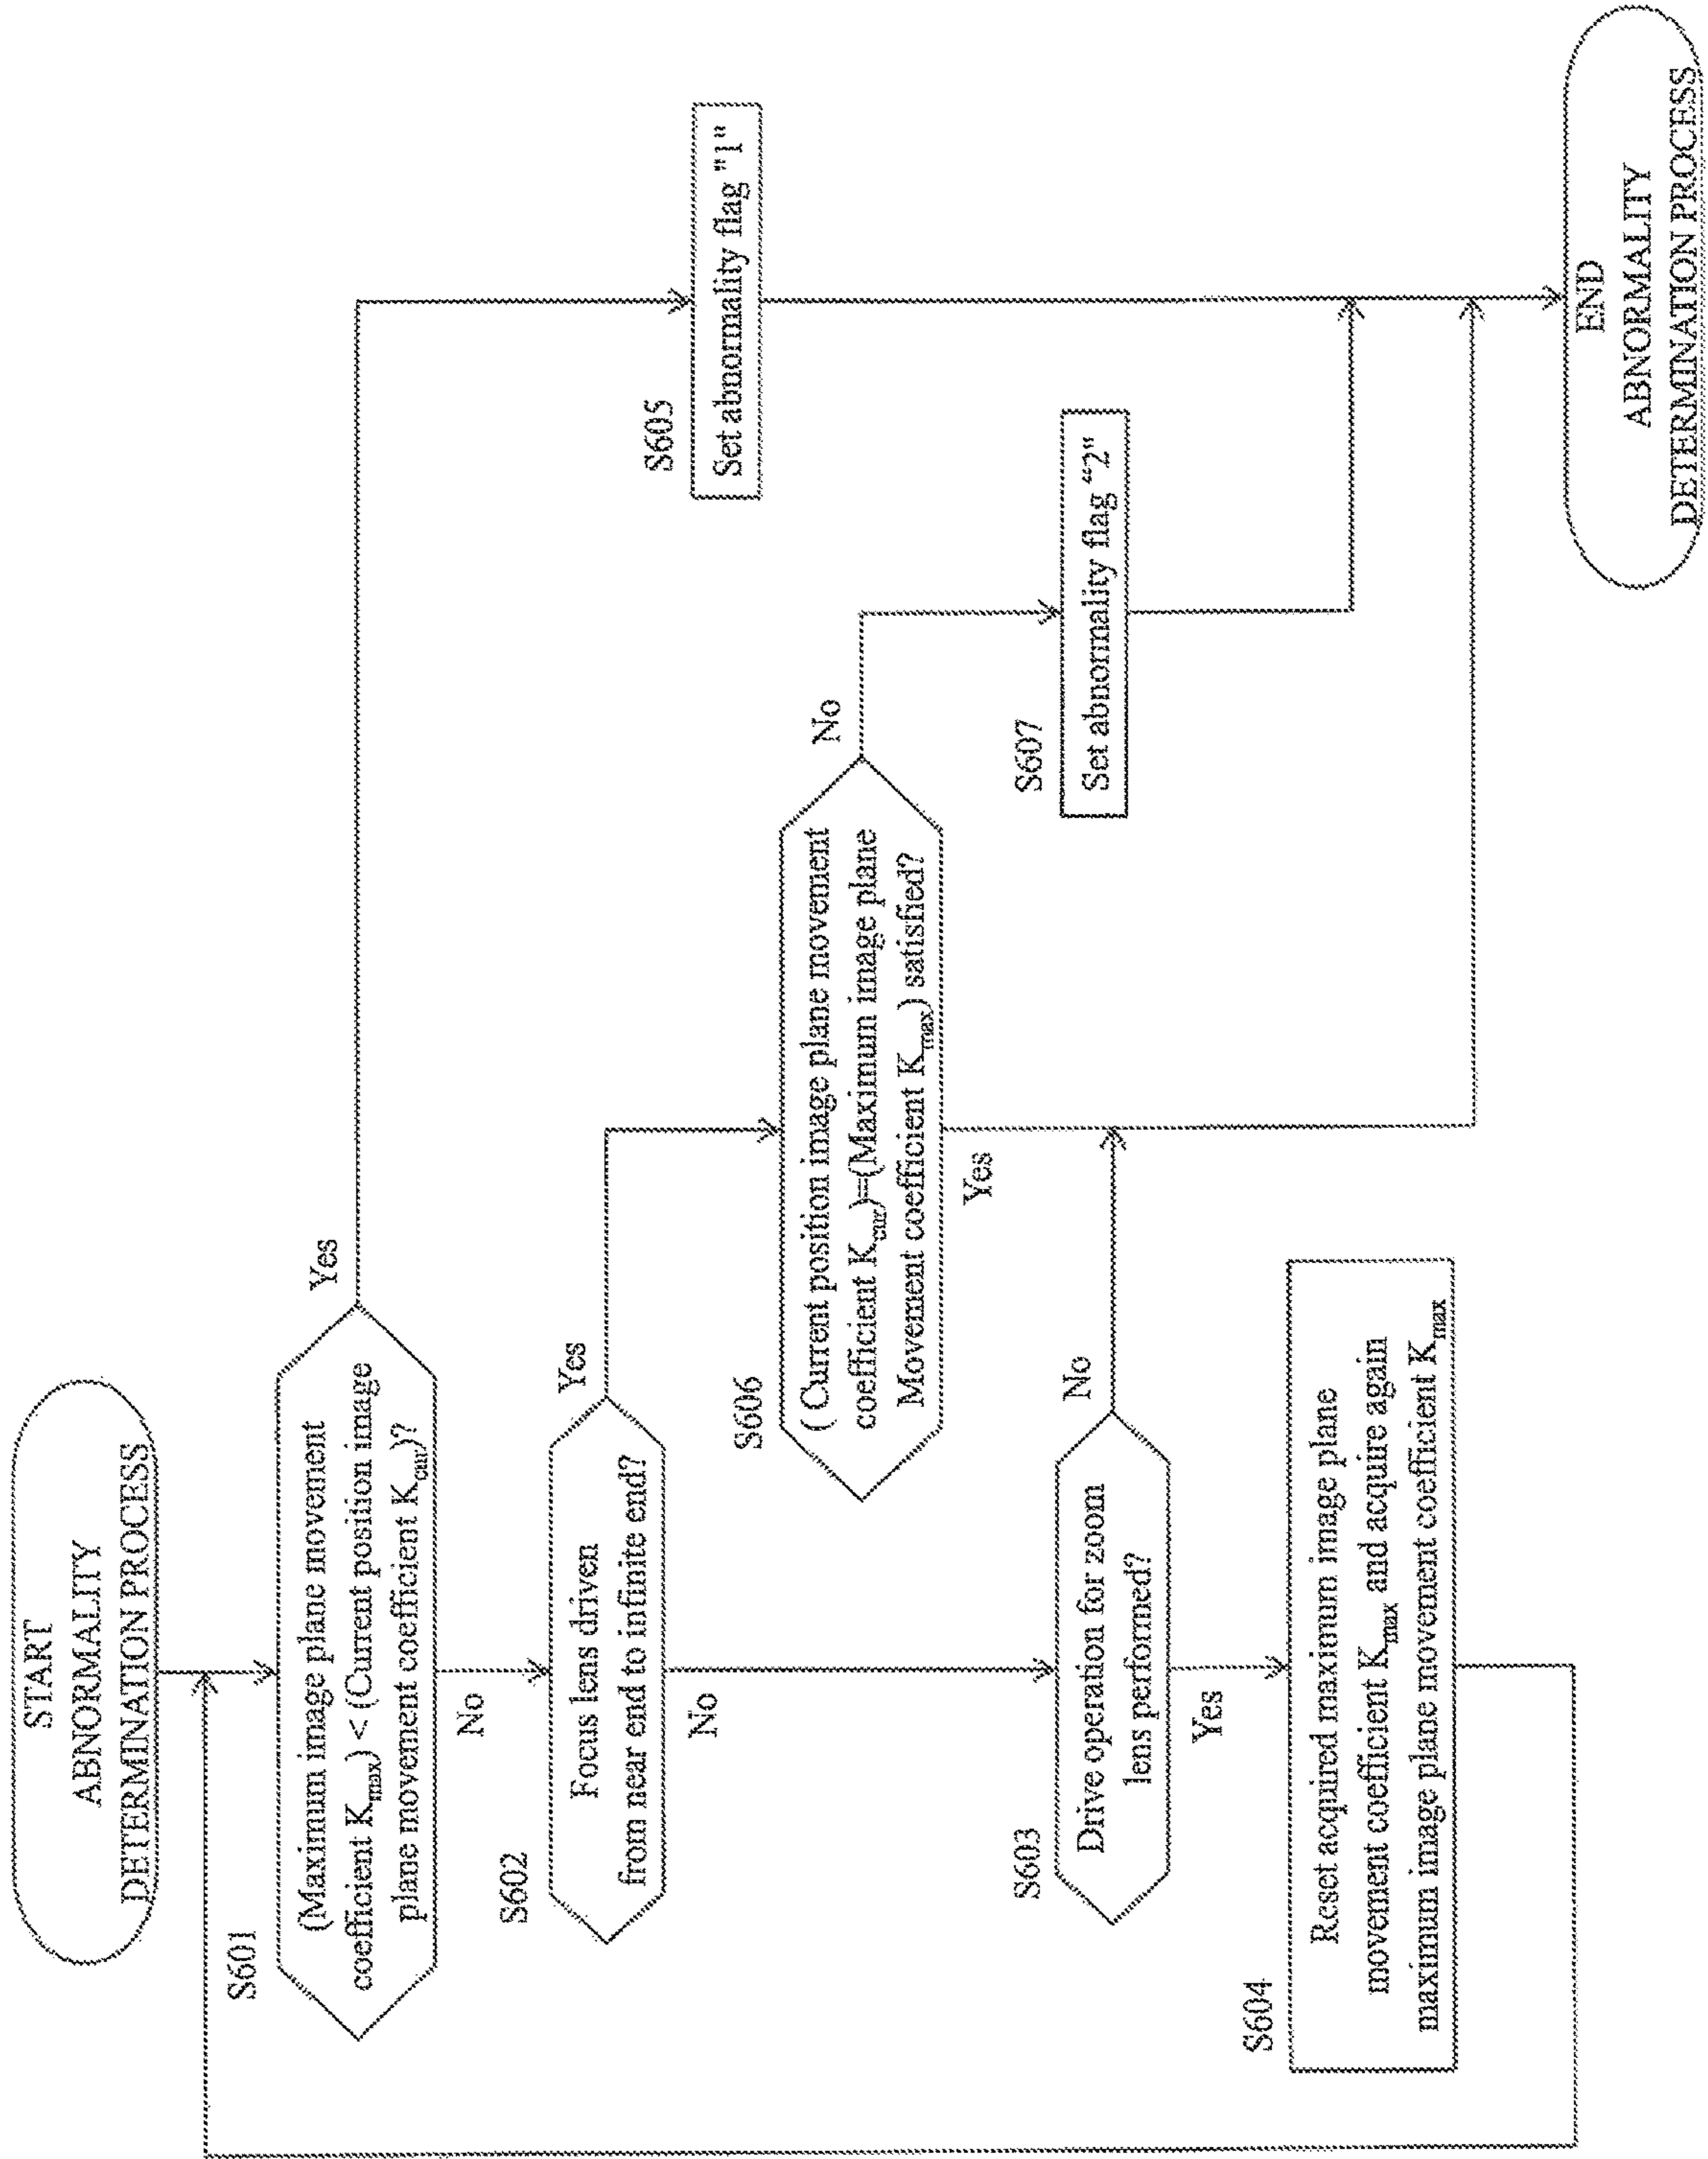 START
ABNORMALITY
DETERMINATION PROCESS
S601
(Maximum image plane movement
coefficient Kmax) < (Current position image
plane movement coefficient Kcur)?
Yes
No
S602
Focus lens driven
from near end to infinite end?
Yes
No
S605
Set abnormality flag "1"
S606
( Current position image plane movement
coefficient Kcur)=(Maximum image plane
Movement coefficient Kmax) satisfied?
No
Yes
S607
Set abnormality flag "2"
S603
Drive operation for zoom
lens performed?
No
Yes
S604
Reset acquired maximum image plane
movement coefficient Kmax and acquire again
maximum image plane movement coefficient Kmax
END
ABNORMALITY
DETERMINATION PROCESS